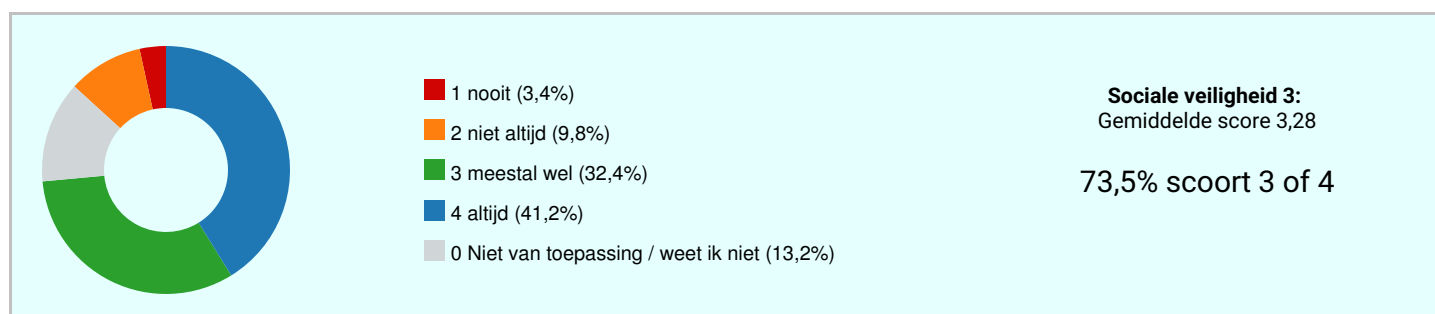 1 nooit (3,4%)
2 niet altijd (9,8%)
3 meestal wel (32,4%)
4 altijd (41,2%)
0 Niet van toepassing / weet ik niet (13,2%)
Sociale veiligheid 3:
Gemiddelde score 3,28
73,5% scoort 3 of 4